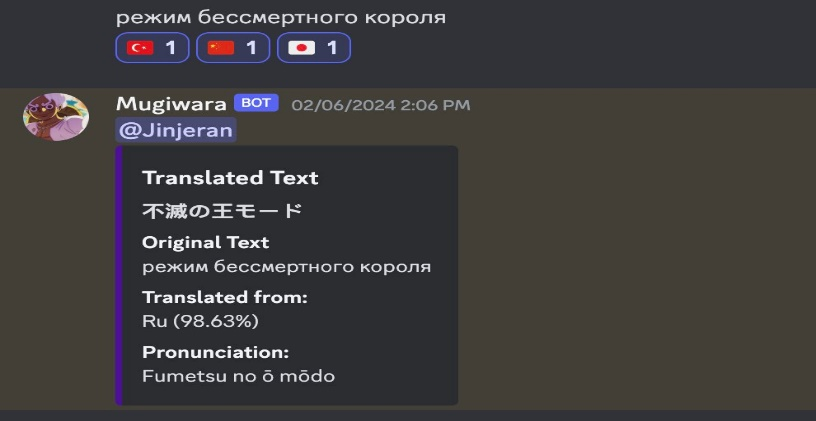 режим бессмертного короля
1 1 1
Mugiwara BOT 02/06/2024 2:06 PM
@Jinjeran
Translated Text
不滅の王モード
Original Text
режим бессмертного короля
Translated from:
Ru (98.63%)
Pronunciation:
Fumetsu no ō mōdo